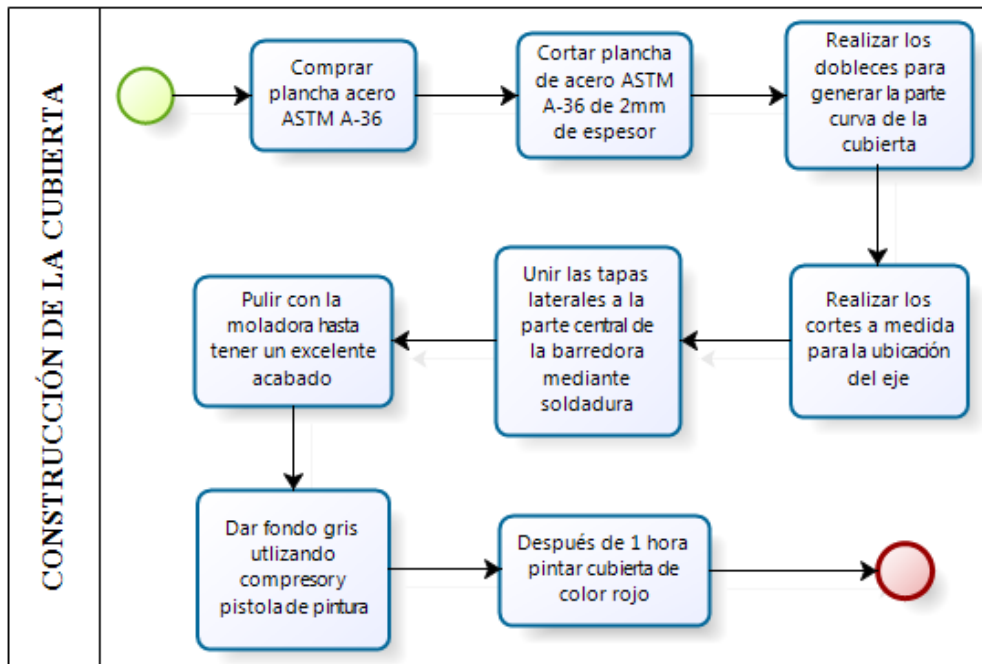 CONSTRUCCIÓN DE LA CUBIERTA
Comprar
plancha acero
ASTM A-36
Cortar plancha
de acero ASTM
A-36 de 2mm
de espesor
Realizar los
dobleces para
generar la parte
curva de la
cubierta
Realizar los
cortes a medida
para la ubicación
del eje
Unir las tapas
laterales a la
parte central de
la barredora
mediante
soldadura
Pulir con la
moladora hasta
tener un excelente
acabado
Dar fondo gris
utlizando
compresor y
pistola de pintura
Después de 1 hora
pintar cubierta de
color rojo